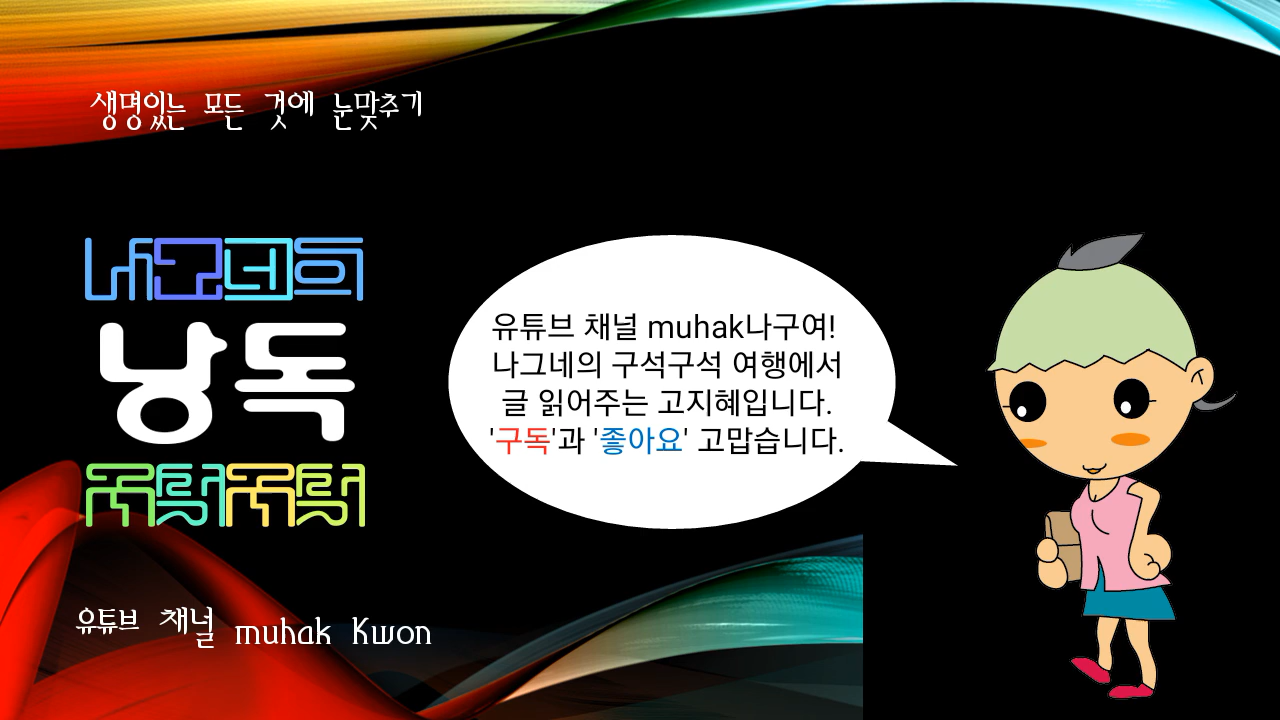 생명있는 모든 것에 눈맞추기
나그네의
낭독
구석구석
유튜브 채널 muhak나구여!
나그네의 구석구석 여행에서
글 읽어주는 고지혜입니다.
'구독'과 '좋아요' 고맙습니다.
유튜브 채널 muhak Kwon